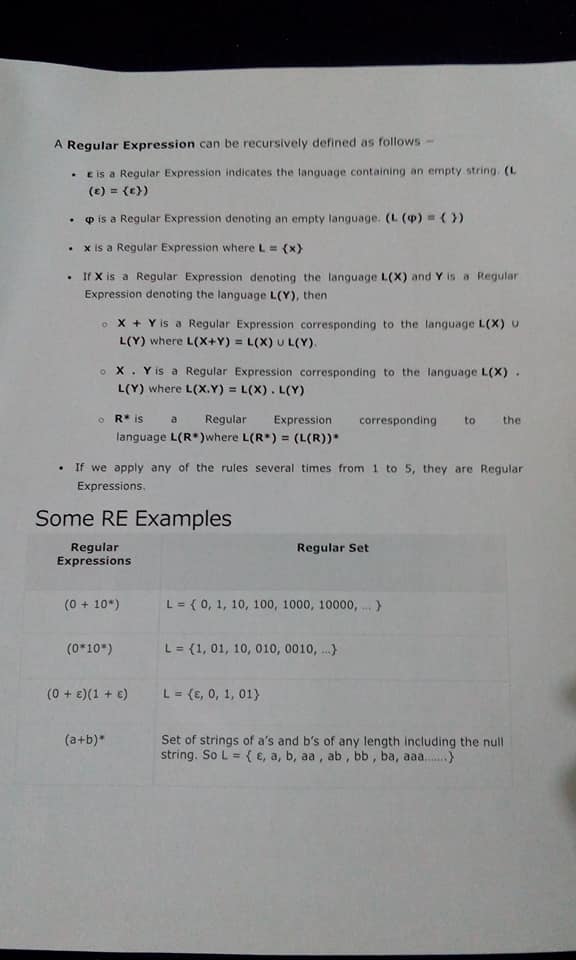 A Regular Expression can be recursively defined as follows −
• ε is a Regular Expression indicates the language containing an empty string. (L
(ε) = {ε})
• φ is a Regular Expression denoting an empty language. (L (φ) = { })
• x is a Regular Expression where L = {x}
• If X is a Regular Expression denoting the language L(X) and Y is a Regular
Expression denoting the language L(Y), then
o X + Y is a Regular Expression corresponding to the language L(X) ∪
L(Y) where L(X+Y) = L(X) ∪ L(Y).
o X . Y is a Regular Expression corresponding to the language L(X) .
L(Y) where L(X.Y) = L(X) . L(Y)
o R* is a Regular Expression corresponding to the
language L(R*)where L(R*) = (L(R))*
• If we apply any of the rules several times from 1 to 5, they are Regular
Expressions.
Some RE Examples
Regular Regular Set
Expressions
(0 + 10*) L = { 0, 1, 10, 100, 1000, 10000, ... }
(0*10*) L = {1, 01, 10, 010, 0010, ...}
(0 + ε)(1 + ε) L = {ε, 0, 1, 01}
(a+b)* Set of strings of a's and b's of any length including the null
string. So L = { ε, a, b, aa , ab , bb , ba, aaa.......}